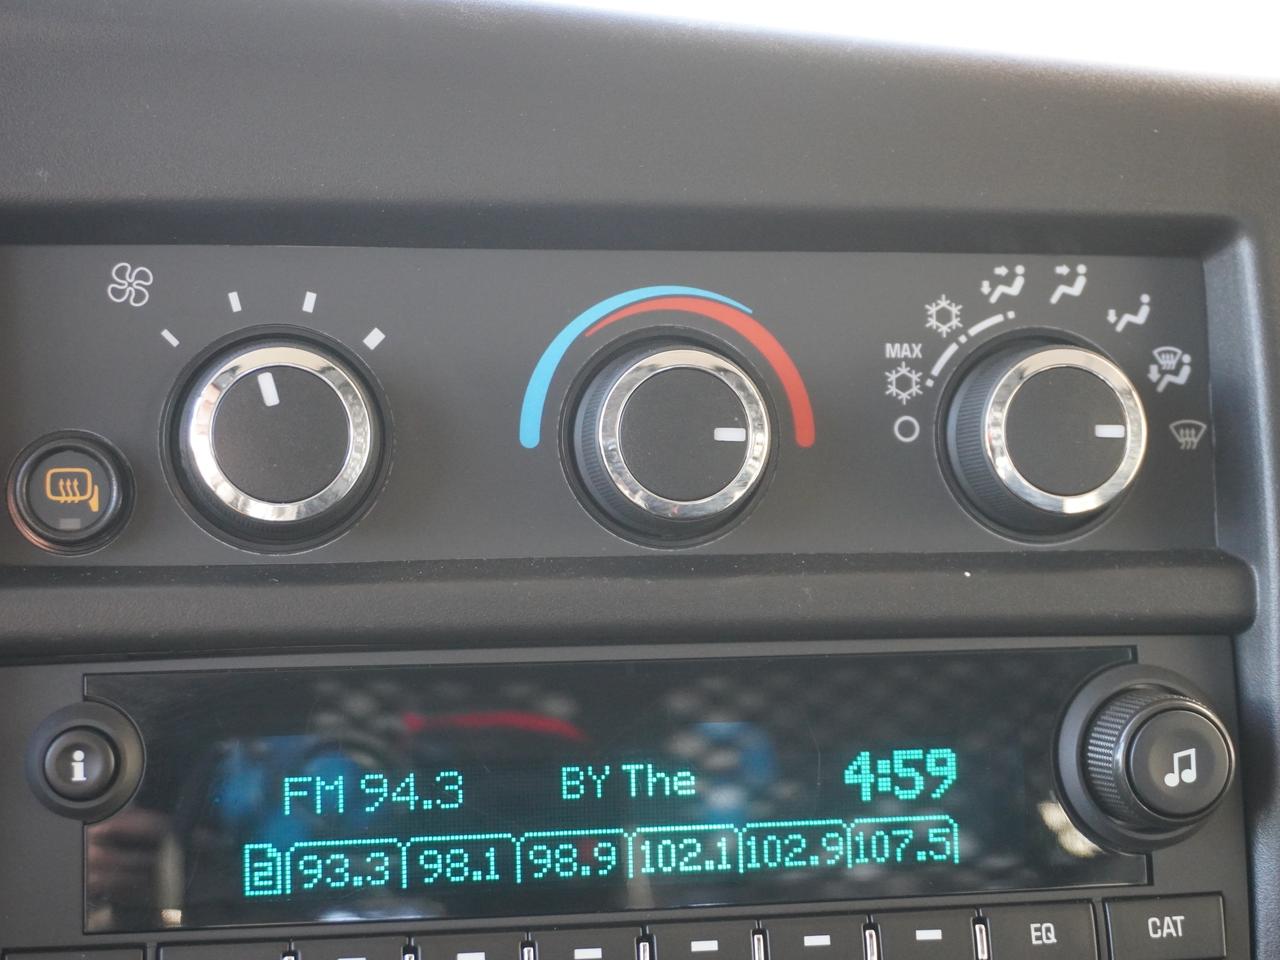 MAX
i
FM 94.3 BY The 4:59
2 93.3 98.1 98.9 102.1 102.9 107.5
EQ CAT